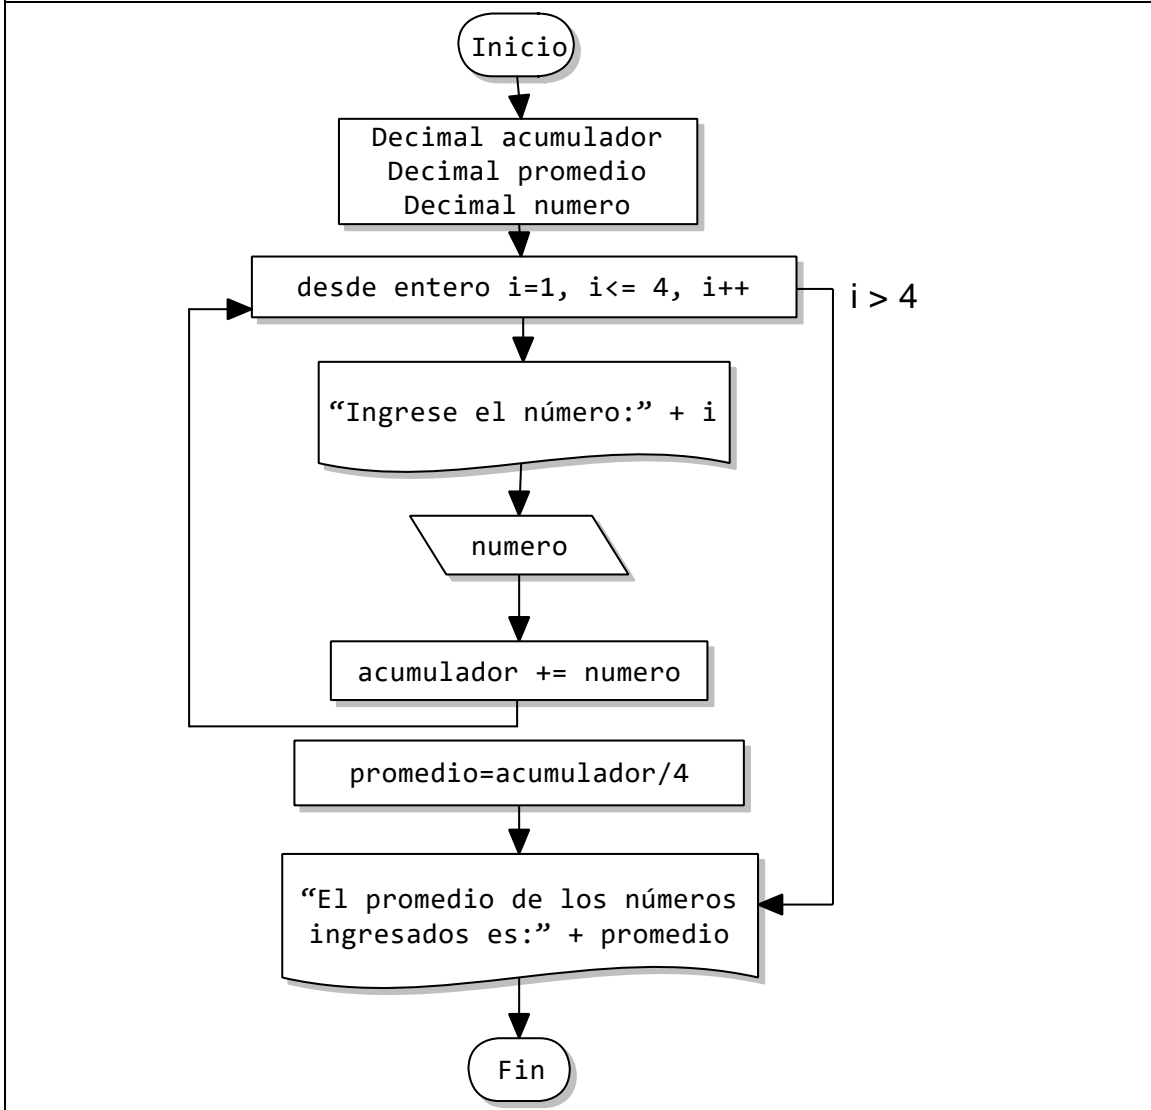 Inicio
Decimal acumulador
Decimal promedio
Decimal numero
desde entero i=1, i<= 4, i++
i > 4
“Ingrese el número:” + i
numero
acumulador += numero
promedio=acumulador/4
“El promedio de los números
ingresados es:” + promedio
Fin